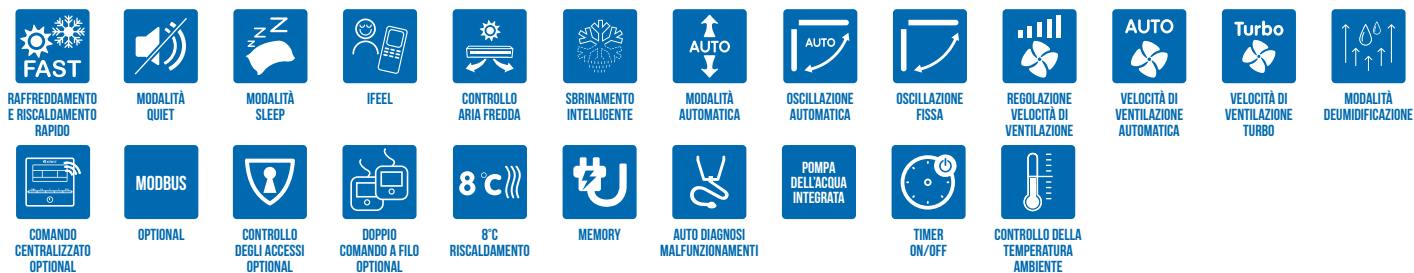 FAST
RAFFREDDAMENTO
E RISCALDAMENTO
RAPIDO
MODALITÀ
QUIET
Z Z Z
MODALITÀ
SLEEP
IFEEL
CONTROLLO
ARIA FREDDA
SBRINAMENTO
INTELLIGENTE
AUTO
MODALITÀ
AUTOMATICA
AUTO
OSCILLAZIONE
AUTOMATICA
OSCILLAZIONE
FISSA
REGOLAZIONE
VELOCITÀ DI
VENTILAZIONE
AUTO
VELOCITÀ DI
VENTILAZIONE
AUTOMATICA
Turbo
VELOCITÀ DI
VENTILAZIONE
TURBO
MODALITÀ
DEUMIDIFICAZIONE
COMANDO
CENTRALIZZATO
OPTIONAL
MODBUS
OPTIONAL
CONTROLLO
DEGLI ACCESSI
OPTIONAL
DOPPIO
COMANDO A FILO
OPTIONAL
8°C
8°C
RISCALDAMENTO
MEMORY
AUTO DIAGNOSI
MALFUNZIONAMENTI
POMPA
DELL'ACQUA
INTEGRATA
TIMER
ON/OFF
CONTROLLO DELLA
TEMPERATURA
AMBIENTE